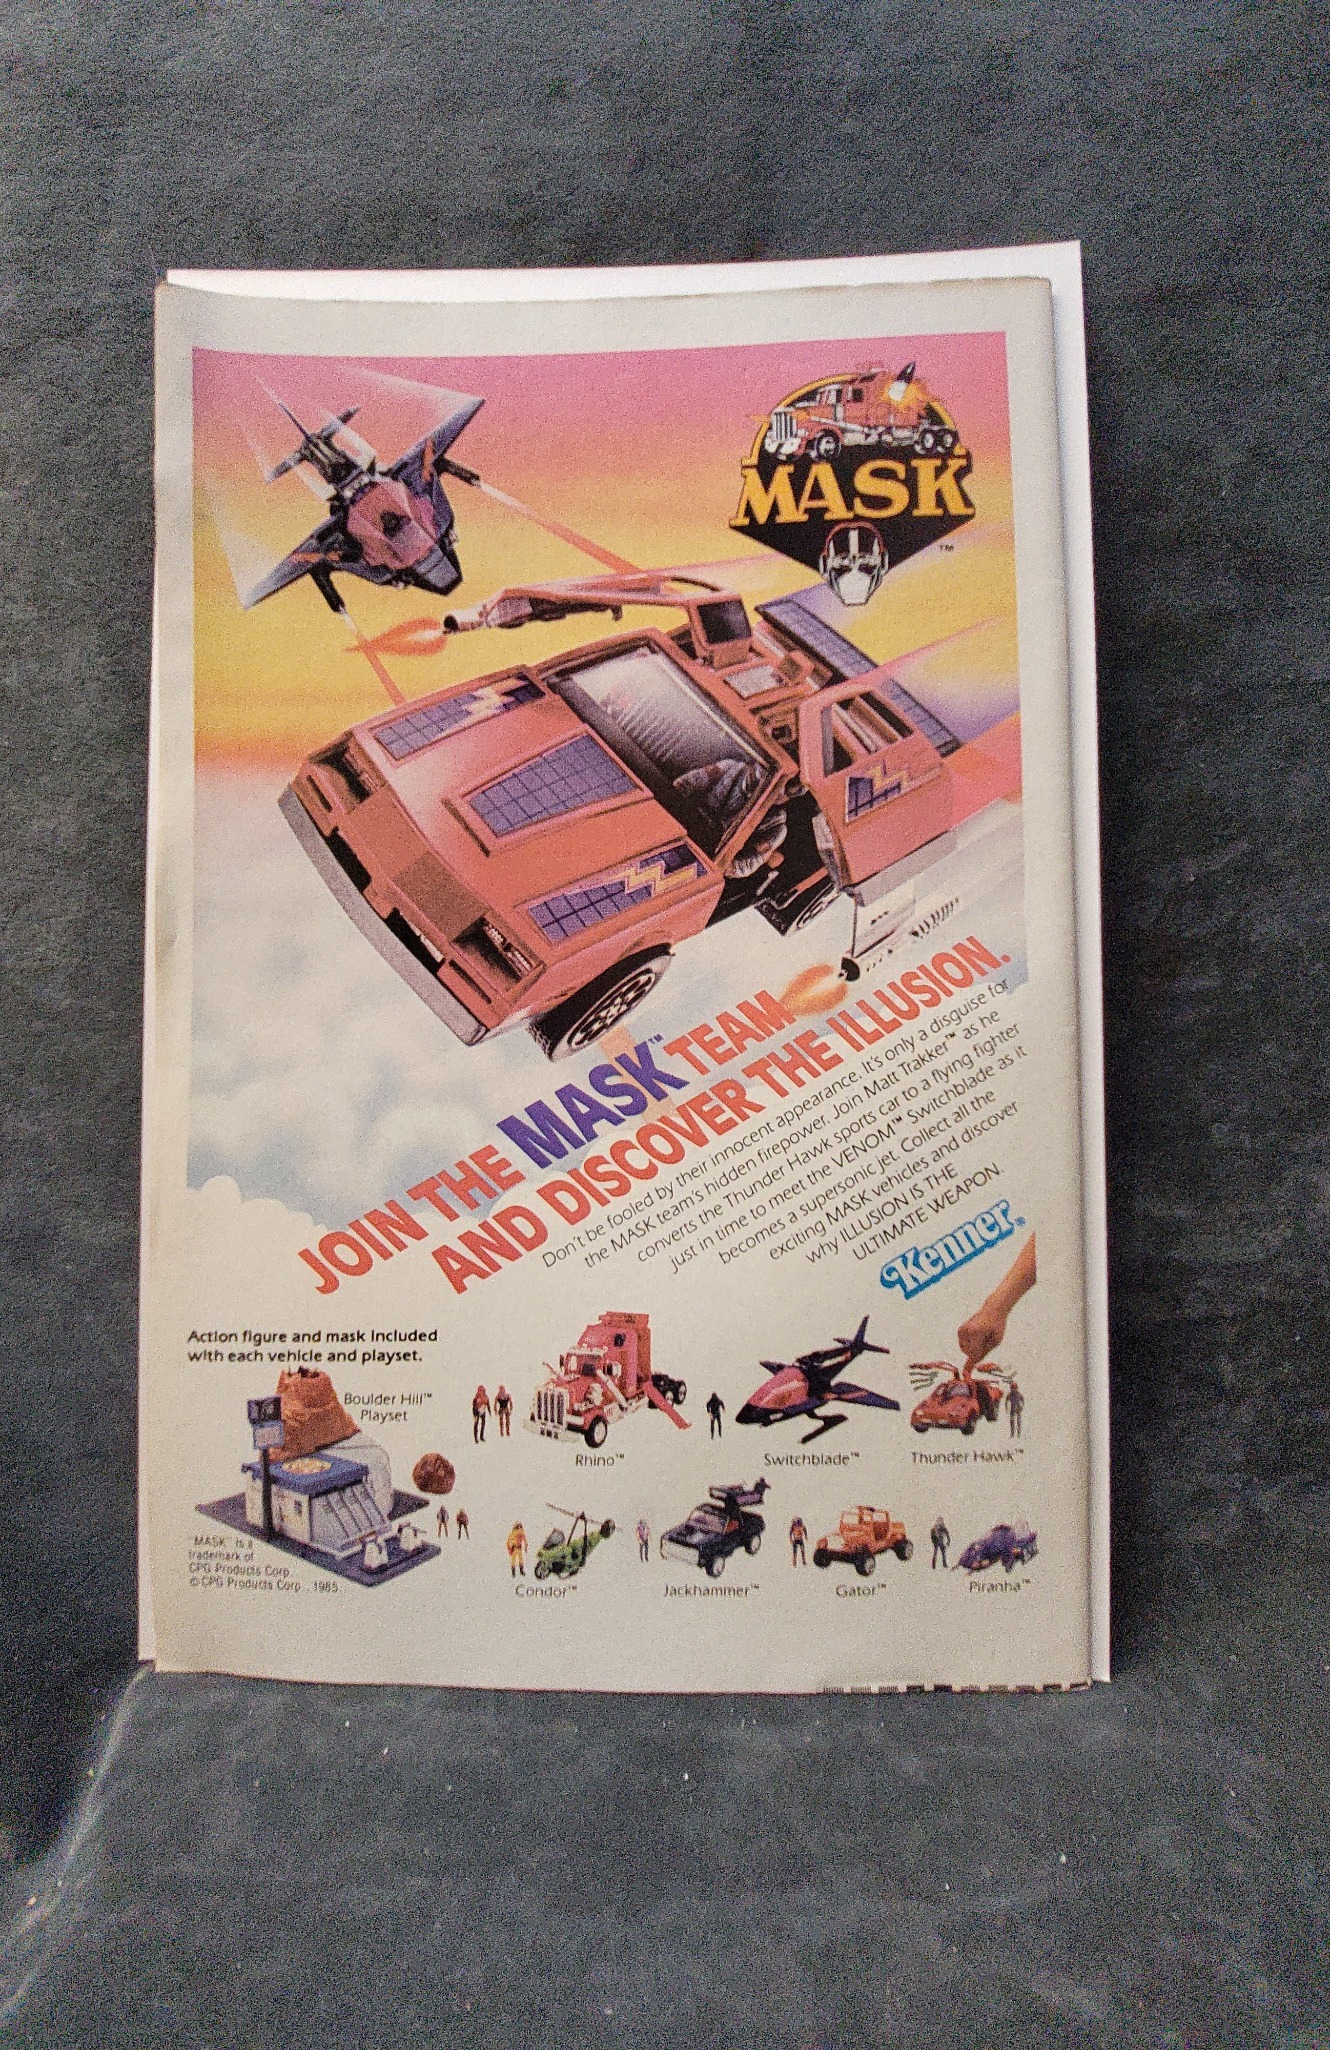 MASK
™
JOIN THE MASK™ TEAM
AND DISCOVER THE ILLUSION.
Don't be fooled by their innocent appearance. It's only a disguise for
the MASK team's hidden firepower. Join Matt Trakker™ as he
converts the Thunder Hawk sports car to a flying fighter
just in time to meet the VENOM™ Switchblade as it
becomes a supersonic jet. Collect all the
exciting MASK vehicles and discover
why ILLUSION IS THE
ULTIMATE WEAPON.
Kenner®
Action figure and mask included
with each vehicle and playset.
Boulder Hill™
Playset
Rhino™
Switchblade™
Thunder Hawk™
Condor™
Jackhammer™
Gator™
Piranha™
"MASK" is a
trademark of
CPG Products Corp.
© CPG Products Corp., 1985